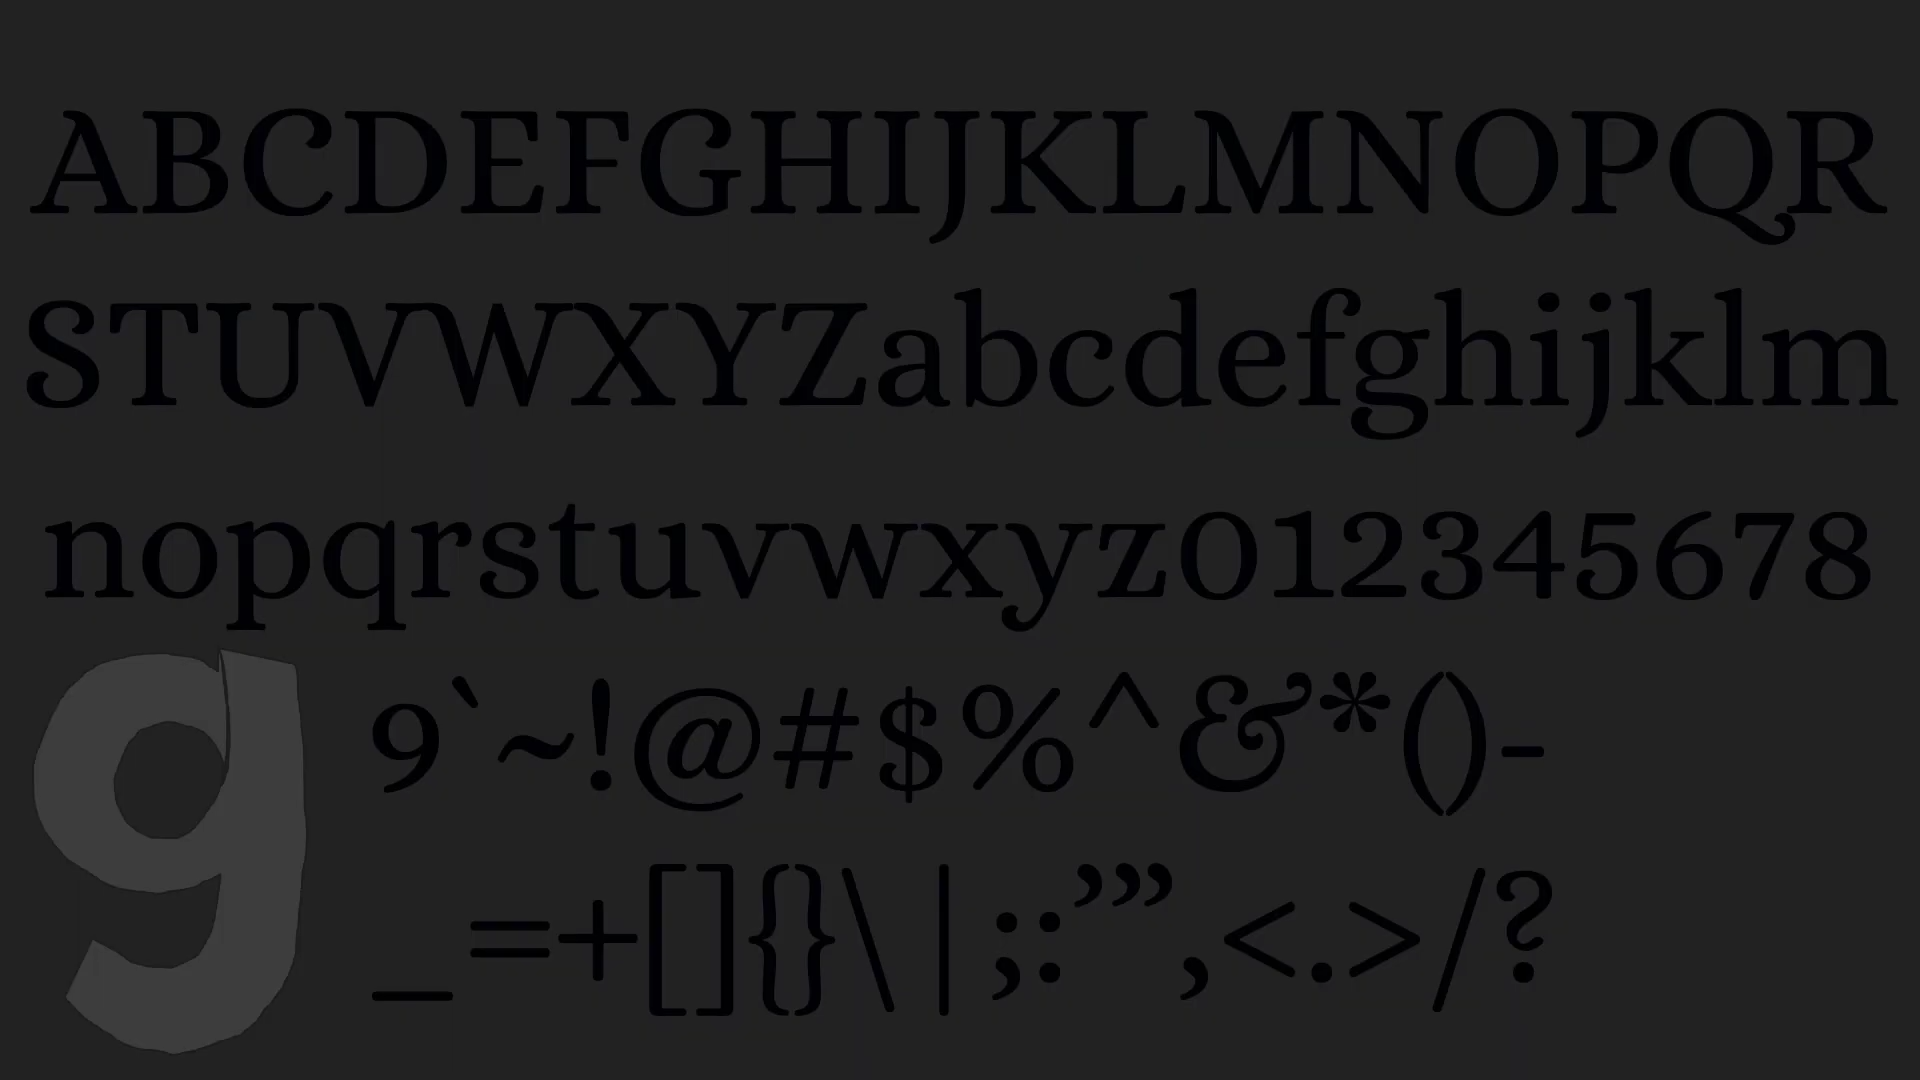 ABCDEFGHIJKLMNOPQR
STUVWXYZabcdefghijklm
nopqrstuvwxyz012345678
g 9`~!@#$%^&*()-
_=+[]{}\|;:’”,<.>/?